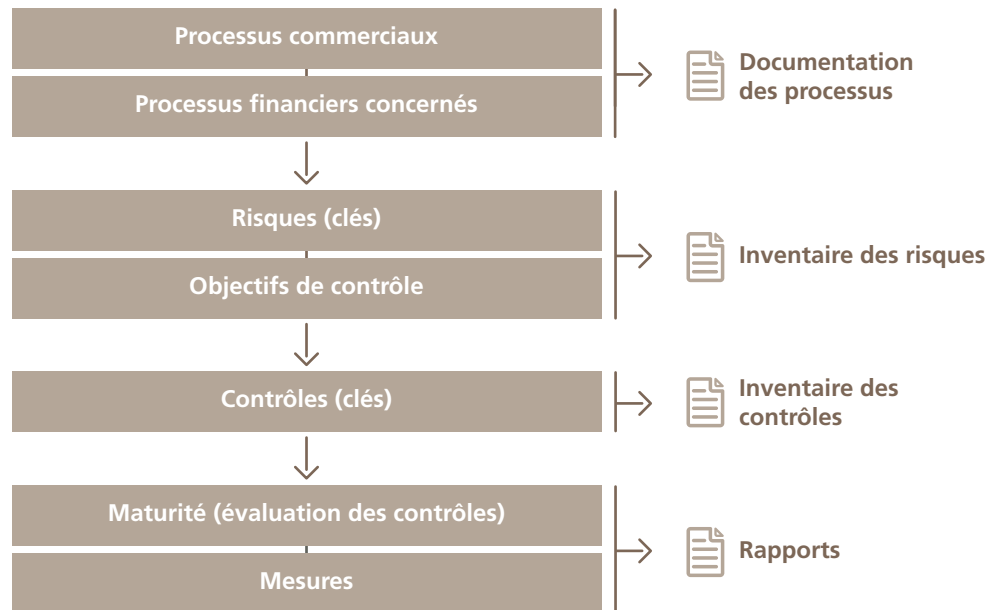 Processus commerciaux
Processus financiers concernés
Documentation
des processus
Risques (clés)
Objectifs de contrôle
Inventaire des risques
Contrôles (clés)
Inventaire des
contrôles
Maturité (évaluation des contrôles)
Mesures
Rapports